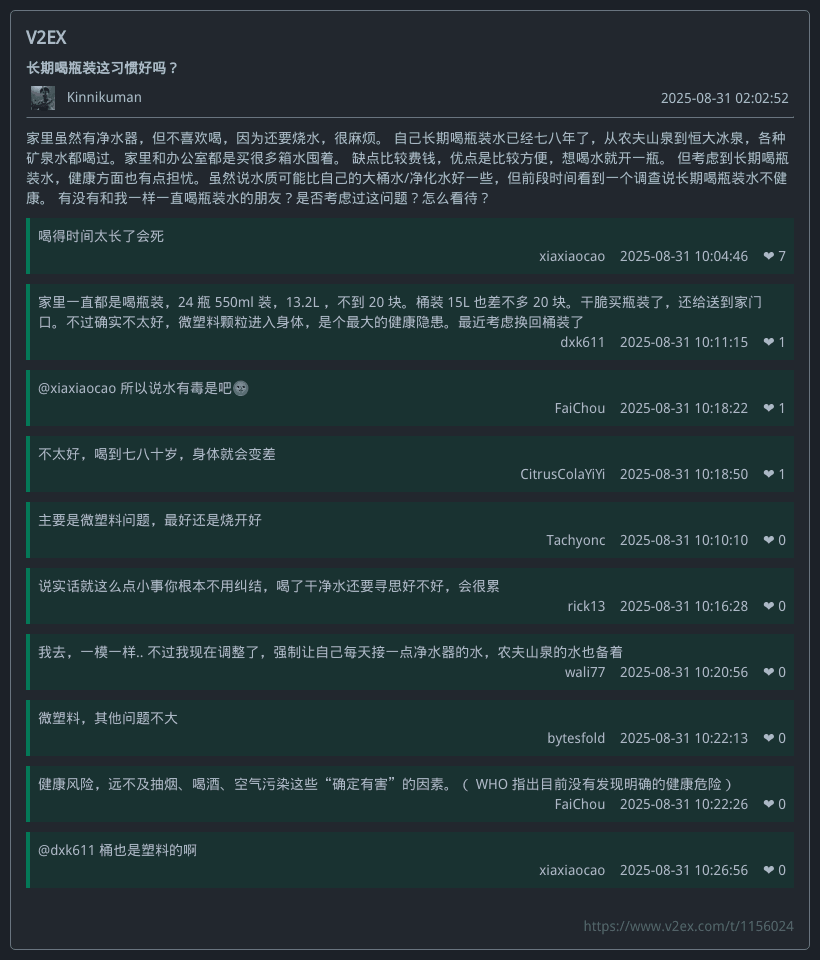 V2EX
长期喝瓶装这习惯好吗？
Kinnikuman 2025-08-31 02:02:52
家里虽然有净水器，但不喜欢喝，因为还要烧水，很麻烦。 自己长期喝瓶装水已经七八年了，从农夫山泉到恒大冰泉，各种
矿泉水都喝过。家里和办公室都是买很多箱水囤着。 缺点比较费钱，优点是比较方便，想喝水就开一瓶。 但考虑到长期喝瓶
装水，健康方面也有点担忧。虽然说水质可能比自己的大桶水/净化水好一些，但前段时间看到一个调查说长期喝瓶装水不健
康。 有没有和我一样一直喝瓶装水的朋友？是否考虑过这问题？怎么看待？
喝得时间太长了会死
xiaxiaocao 2025-08-31 10:04:46 ❤ 7
家里一直都是喝瓶装，24 瓶 550ml 装，13.2L ，不到 20 块。桶装 15L 也差不多 20 块。干脆买瓶装了，还给送到家门
口。不过确实不太好，微塑料颗粒进入身体，是个最大的健康隐患。最近考虑换回桶装了
dxk611 2025-08-31 10:11:15 ❤ 1
@xiaxiaocao 所以说水有毒是吧🌚
FaiChou 2025-08-31 10:18:22 ❤ 1
不太好，喝到七八十岁，身体就会变差
CitrusColaYiYi 2025-08-31 10:18:50 ❤ 1
主要是微塑料问题，最好还是烧开好
Tachyonc 2025-08-31 10:10:10 ❤ 0
说实话就这么点小事你根本不用纠结，喝了干净水还要寻思好不好，会很累
rick13 2025-08-31 10:16:28 ❤ 0
我去，一模一样.. 不过我现在调整了，强制让自己每天接一点净水器的水，农夫山泉的水也备着
wali77 2025-08-31 10:20:56 ❤ 0
微塑料，其他问题不大
bytesfold 2025-08-31 10:22:13 ❤ 0
健康风险，远不及抽烟、喝酒、空气污染这些“确定有害”的因素。（ WHO 指出目前没有发现明确的健康危险 ）
FaiChou 2025-08-31 10:22:26 ❤ 0
@dxk611 桶也是塑料的啊
xiaxiaocao 2025-08-31 10:26:56 ❤ 0
https://www.v2ex.com/t/1156024